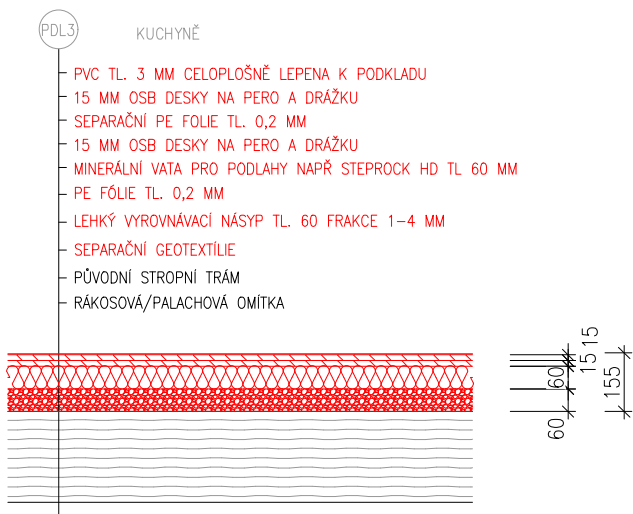 PDL3
KUCHYNĚ
PVC TL. 3 MM CELOPLOŠNĚ LEPENA K PODKLADU
15 MM OSB DESKY NA PERO A DRÁŽKU
SEPARAČNÍ PE FOLIE TL. 0,2 MM
15 MM OSB DESKY NA PERO A DRÁŽKU
MINERÁLNÍ VATA PRO PODLAHY NAPŘ STEPROCK HD TL 60 MM
PE FÓLIE TL. 0,2 MM
LEHKÝ VYROVNÁVACÍ NÁSYP TL. 60 FRAKCE 1-4 MM
SEPARAČNÍ GEOTEXTÍLIE
PŮVODNÍ STROPNÍ TRÁM
RÁKOSOVÁ/PALACHOVÁ OMÍTKA
15 15
60
155
60